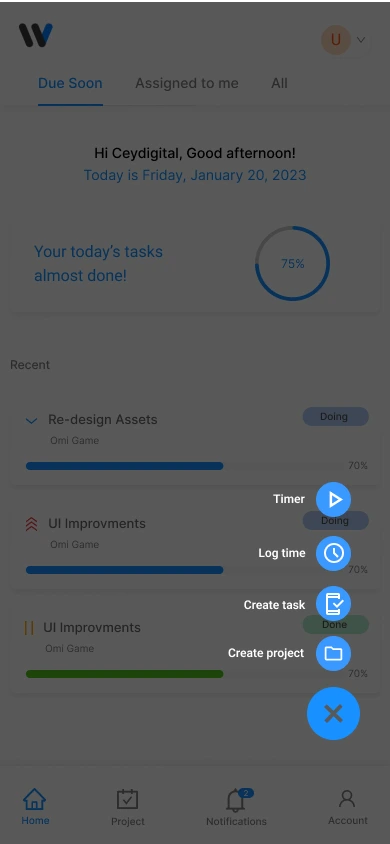 U
Due Soon
Assigned to me
All
Hi Ceydigital, Good afternoon!
Today is Friday, January 20, 2023
Your today's tasks
almost done!
75%
Recent
Re-design Assets
Doing
Omi Game
70%
Timer
UI Improvments
Doing
Omi Game
Log time
70%
Create task
UI Improvments
Done
Omi Game
Create project
70%
Home
Project
2
Notifications
Account